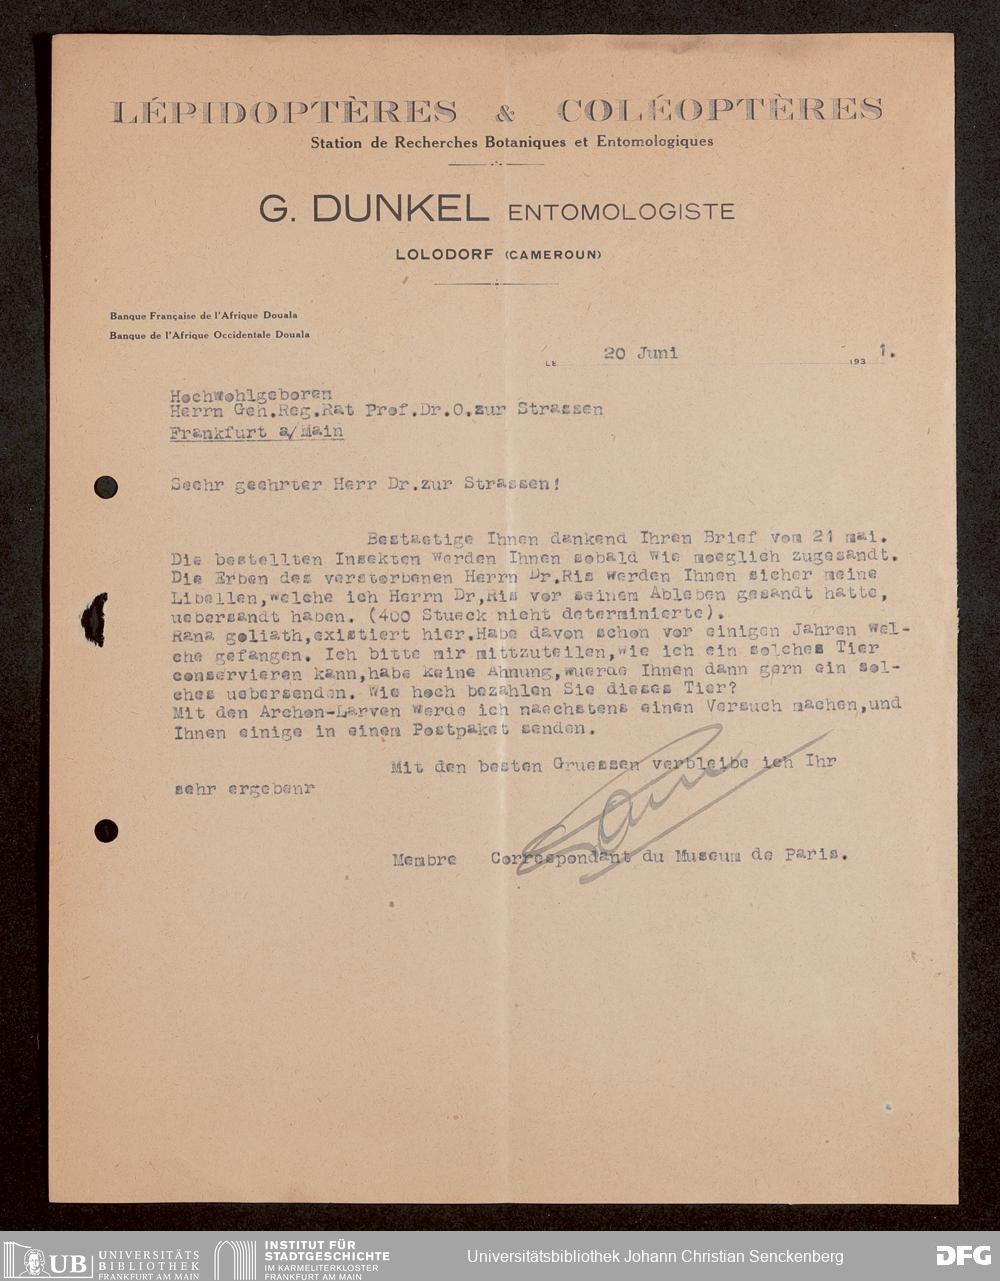 LÉPIDOPTÈRES & COLÉOPTÈRES
Station de Recherches Botaniques et Entomologiques
G. DUNKEL ENTOMOLOGISTE
LOLODORF (CAMEROUN)
Banque Française de l'Afrique Douala
Banque de l'Afrique Occidentale Douala
LE 20 Juni 193 1.
Hochwohlgeboren
Herrn Geh.Reg.Rat Prof.Dr.O.zur Strassen
Frankfurt a/Main
Seehr geehrter Herr Dr.zur Strassen!
Bestaetige Ihnen dankend Ihren Brief vom 21 mai.
Die bestellten Insekten werden Ihnen sobald wie moeglich zugesandt.
Die Erben des verstorbenen Herrn Dr.Ris werden Ihnen sicher meine
Libellen,welche ich Herrn Dr,Ris vor seinem Ableben gesandt hatte,
uebersandt haben. (400 Stueck nicht determinierte).
Rana goliath,existiert hier.Habe davon schon vor einigen Jahren wel-
che gefangen. Ich bitte mir mittzuteilen,wie ich ein solches Tier
conservieren kann,habe keine Ahnung,wuerde Ihnen dann gern ein sol-
ches uebersenden. Wie hoch bezahlen Sie dieses Tier?
Mit den Archon-Larven werde ich naechstens einen Versuch machen,und
Ihnen einige in einem Postpaket senden.
Mit den besten Gruessen verbleibe ich Ihr
sehr ergebenr
Membre Correspondant du Museum de Paris.
UB UNIVERSITÄTS
BIBLIOTHEK
FRANKFURT AM MAIN
INSTITUT FÜR
STADTGESCHICHTE
IM KARMELITERKLOSTER
FRANKFURT AM MAIN
Universitätsbibliothek Johann Christian Senckenberg
DFG